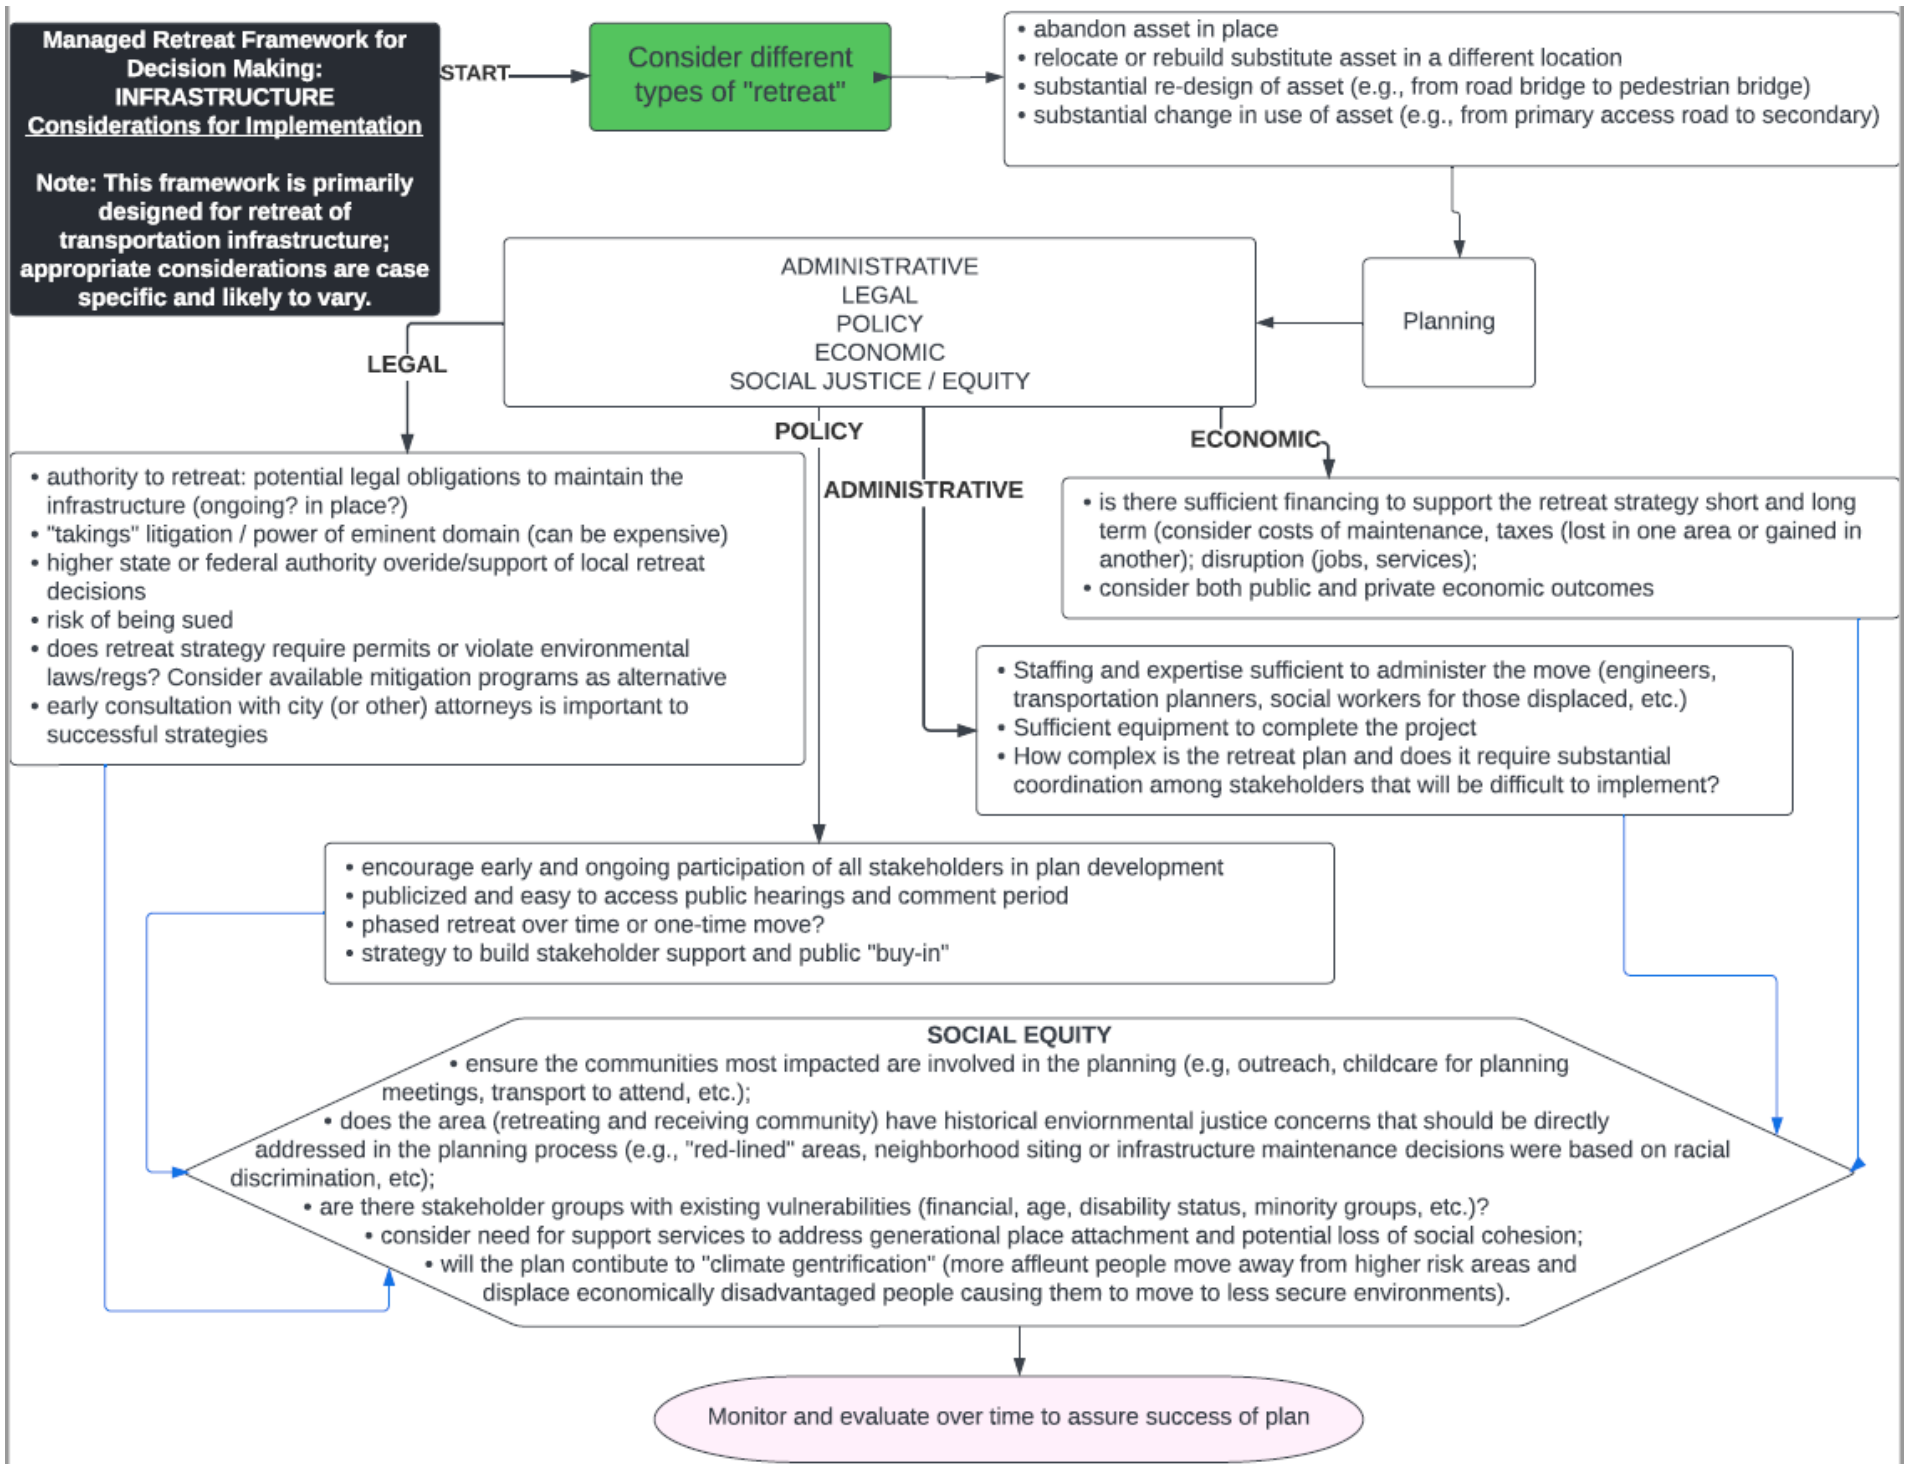 Managed Retreat Framework for
Decision Making:
INFRASTRUCTURE
Considerations for Implementation
Note: This framework is primarily
designed for retreat of
transportation infrastructure;
appropriate considerations are case
specific and likely to vary.
START
Consider different
types of "retreat"
• abandon asset in place
• relocate or rebuild substitute asset in a different location
• substantial re-design of asset (e.g., from road bridge to pedestrian bridge)
• substantial change in use of asset (e.g., from primary access road to secondary)
Planning
ADMINISTRATIVE
LEGAL
POLICY
ECONOMIC
SOCIAL JUSTICE / EQUITY
LEGAL
POLICY
ADMINISTRATIVE
ECONOMIC
• authority to retreat: potential legal obligations to maintain the
infrastructure (ongoing? in place?)
• "takings" litigation / power of eminent domain (can be expensive)
• higher state or federal authority overide/support of local retreat
decisions
• risk of being sued
• does retreat strategy require permits or violate environmental
laws/regs? Consider available mitigation programs as alternative
• early consultation with city (or other) attorneys is important to
successful strategies
• is there sufficient financing to support the retreat strategy short and long
term (consider costs of maintenance, taxes (lost in one area or gained in
another); disruption (jobs, services);
• consider both public and private economic outcomes
• Staffing and expertise sufficient to administer the move (engineers,
transportation planners, social workers for those displaced, etc.)
• Sufficient equipment to complete the project
• How complex is the retreat plan and does it require substantial
coordination among stakeholders that will be difficult to implement?
• encourage early and ongoing participation of all stakeholders in plan development
• publicized and easy to access public hearings and comment period
• phased retreat over time or one-time move?
• strategy to build stakeholder support and public "buy-in"
SOCIAL EQUITY
• ensure the communities most impacted are involved in the planning (e.g, outreach, childcare for planning
meetings, transport to attend, etc.);
• does the area (retreating and receiving community) have historical enviornmental justice concerns that should be directly
addressed in the planning process (e.g., "red-lined" areas, neighborhood siting or infrastructure maintenance decisions were based on racial
discrimination, etc);
• are there stakeholder groups with existing vulnerabilities (financial, age, disability status, minority groups, etc.)?
• consider need for support services to address generational place attachment and potential loss of social cohesion;
• will the plan contibute to "climate gentrification" (more affleunt people move away from higher risk areas and
displace economically disadvantaged people causing them to move to less secure environments).
Monitor and evaluate over time to assure success of plan